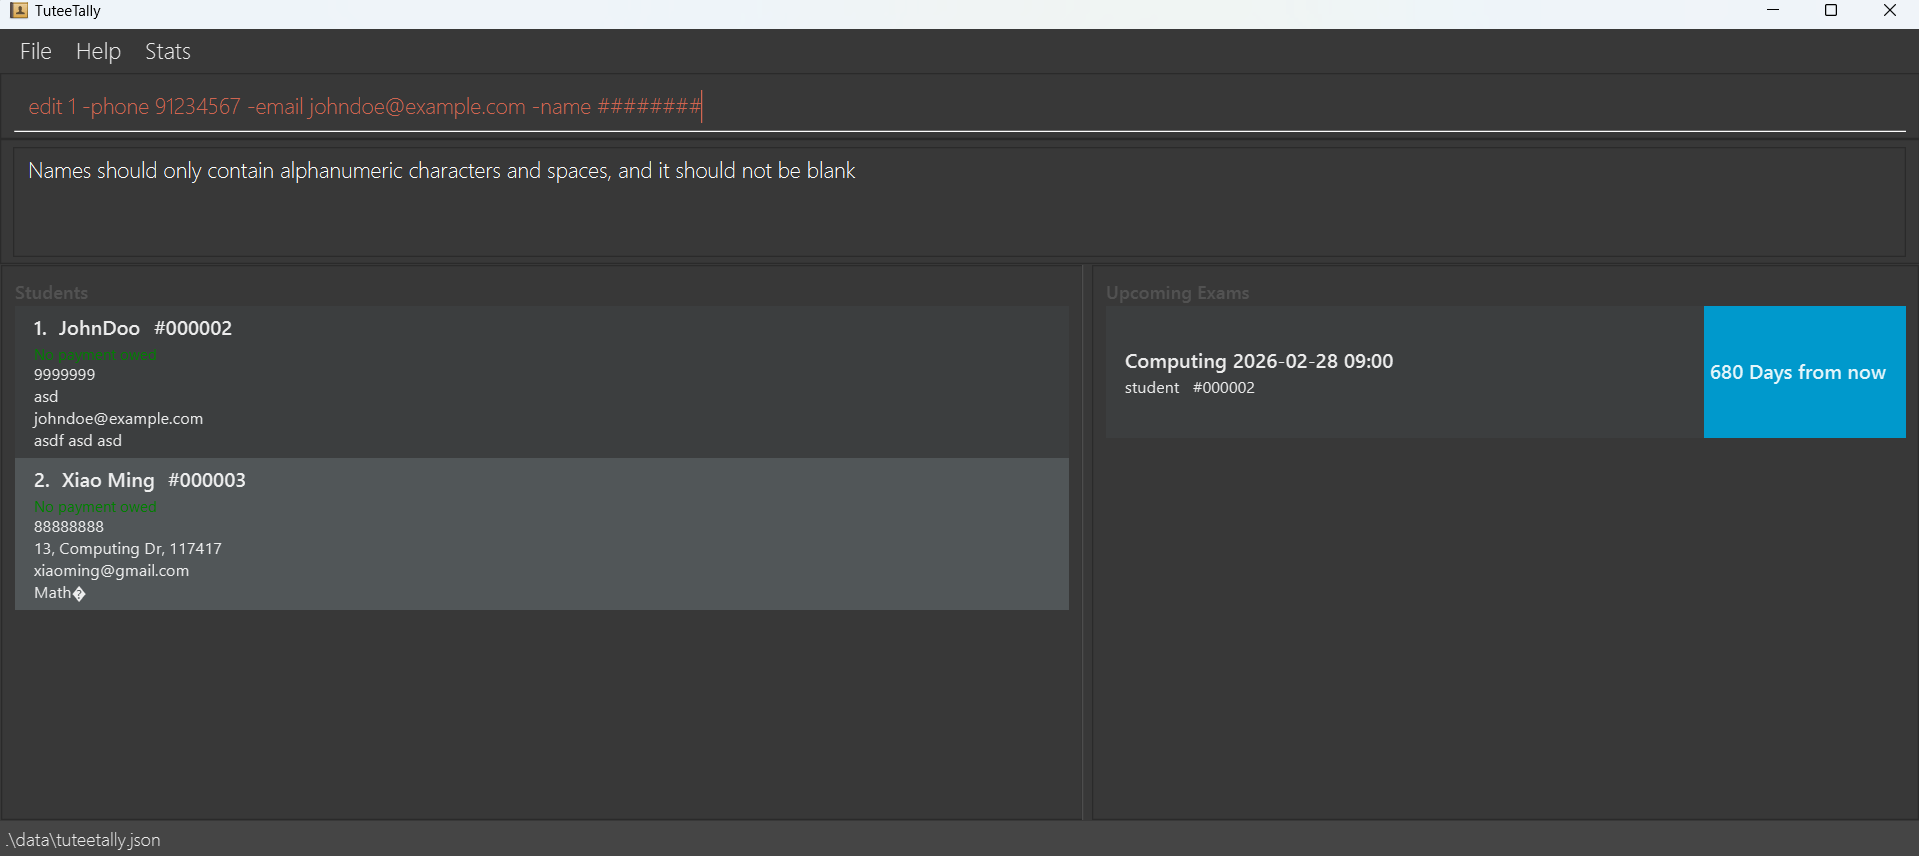 TuteeTally
File Help Stats
edit 1 -phone 91234567 -email johndoe@example.com -name ########
Names should only contain alphanumeric characters and spaces, and it should not be blank
Students
1. JohnDoo #000002
No payment owed
9999999
asd
johndoe@example.com
asdf asd asd
2. Xiao Ming #000003
No payment owed
88888888
13, Computing Dr, 117417
xiaoming@gmail.com
Math�
Upcoming Exams
Computing 2026-02-28 09:00
student #000002
680 Days from now
.\data\tuteetally.json